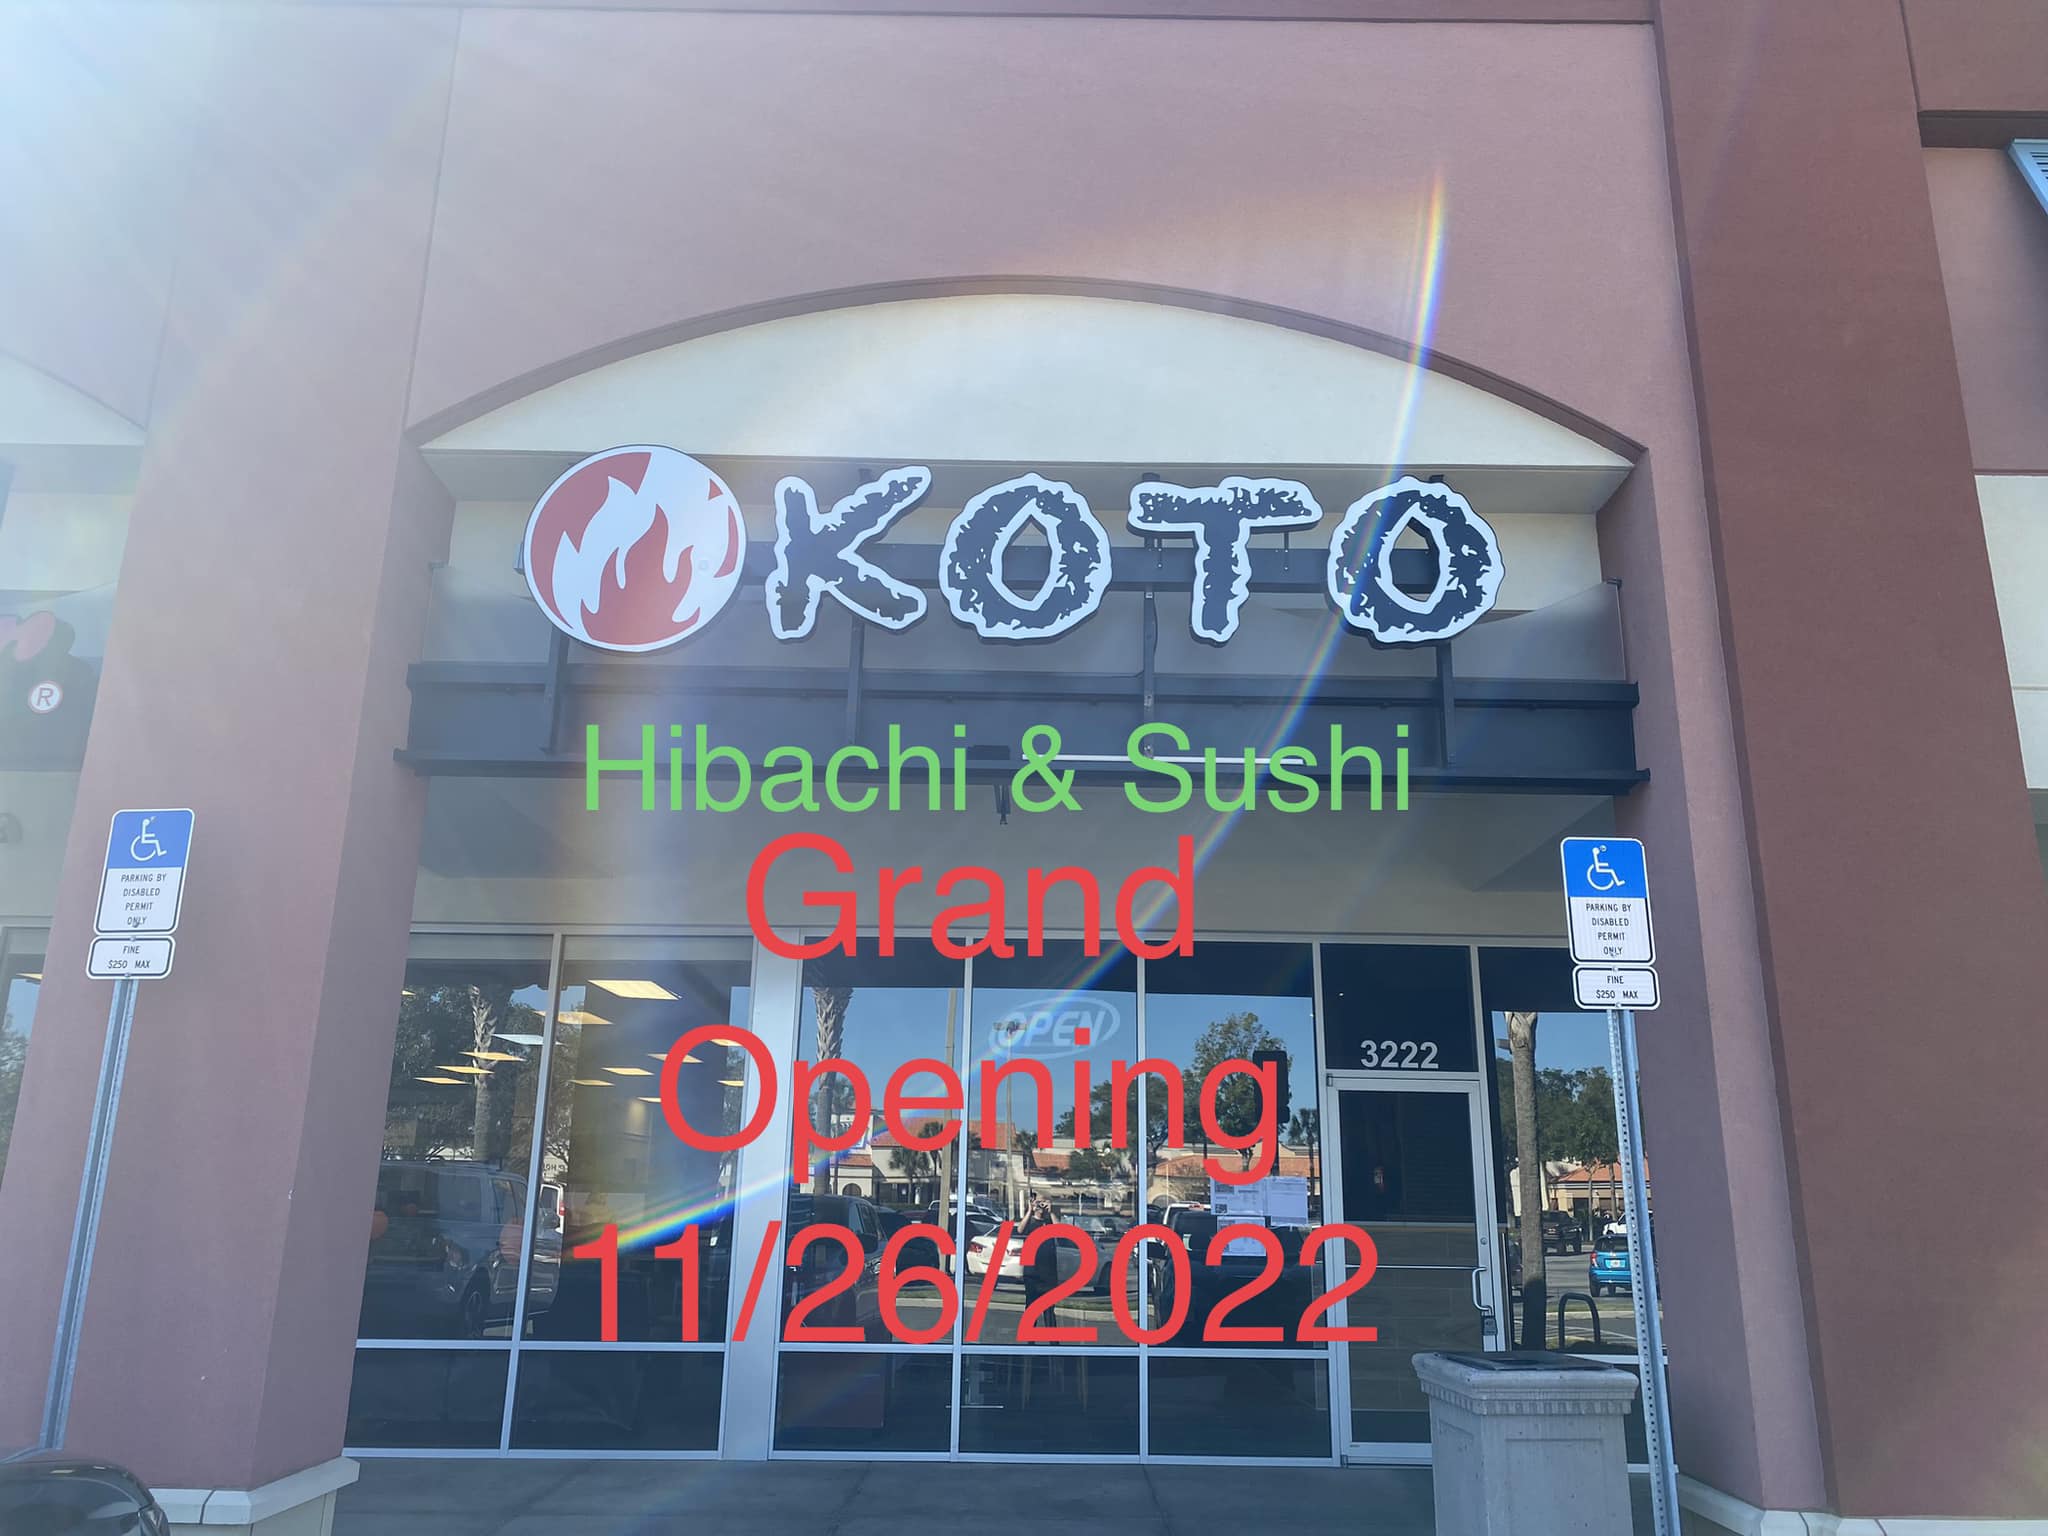 KOTO
Hibachi & Sushi
Grand
Opening
11/26/2022
OPEN
3222
R
PARKING BY
DISABLED
PERMIT
ONLY
FINE
$250 MAX
PARKING BY
DISABLED
PERMIT
ONLY
FINE
$250 MAX